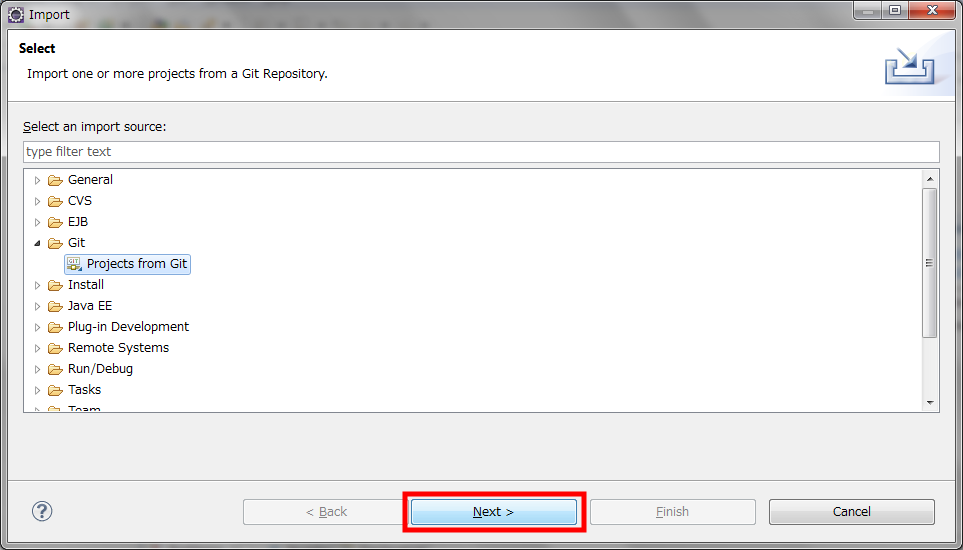 Import
Select
Import one or more projects from a Git Repository.
Select an import source:
type filter text
General
CVS
EJB
Git
GIT
Projects from Git
Install
Java EE
Plug-in Development
Remote Systems
Run/Debug
Tasks
Team
?
< Back
Next >
Finish
Cancel